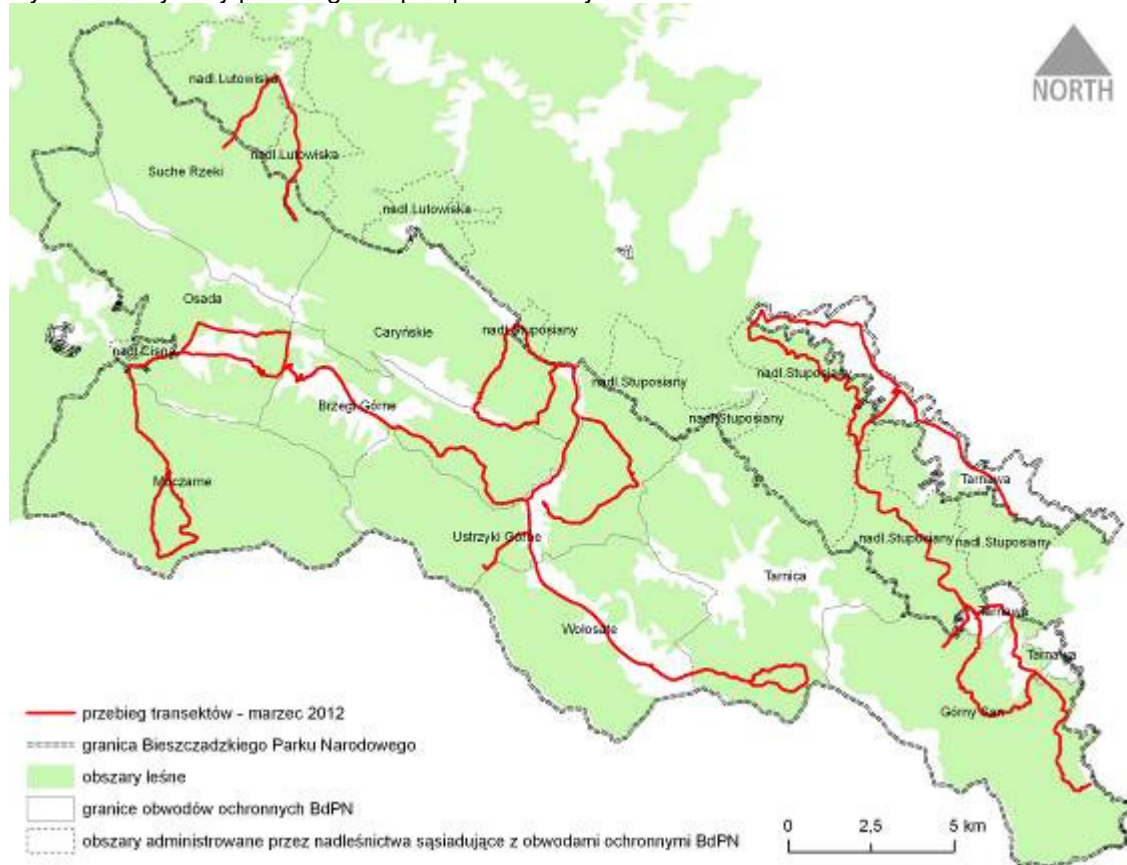 NORTH
nadl.Lutowiska
nadl.Lutowiska
Suche Rzeki
nadl.Lutowiska
Osada
Caryńskie
nadl.Stuposiany
nadl.Cisna
nadl.Stuposiany
nadl.Stuposiany
Brzegi Górne
nadl.Stuposiany
Moczarne
Tarnawa
Ustrzyki Górne
nadl.Stuposiany
nadl.Stuposiany
Tarnica
Wołosate
Tarnawa
Tarnawa
Górny San
przebieg transektów - marzec 2012
granica Bieszczadzkiego Parku Narodowego
obszary leśne
granice obwodów ochronnych BdPN
obszary administrowane przez nadleśnictwa sąsiadujące z obwodami ochronnymi BdPN
0 2,5 5 km